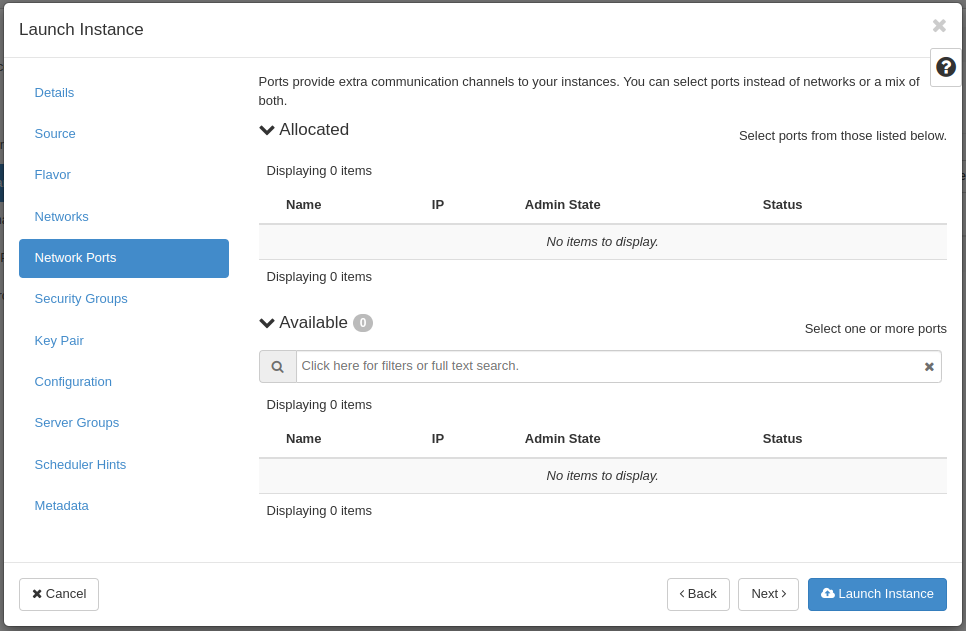 Launch Instance
Details
Source
Flavor
Networks
Network Ports
Security Groups
Key Pair
Configuration
Server Groups
Scheduler Hints
Metadata
Ports provide extra communication channels to your instances. You can select ports instead of networks or a mix of
both.
Allocated
Select ports from those listed below.
Displaying 0 items
Name IP Admin State Status
No items to display.
Displaying 0 items
Available 0
Select one or more ports
Click here for filters or full text search.
Displaying 0 items
Name IP Admin State Status
No items to display.
Displaying 0 items
Cancel
Back
Next
Launch Instance